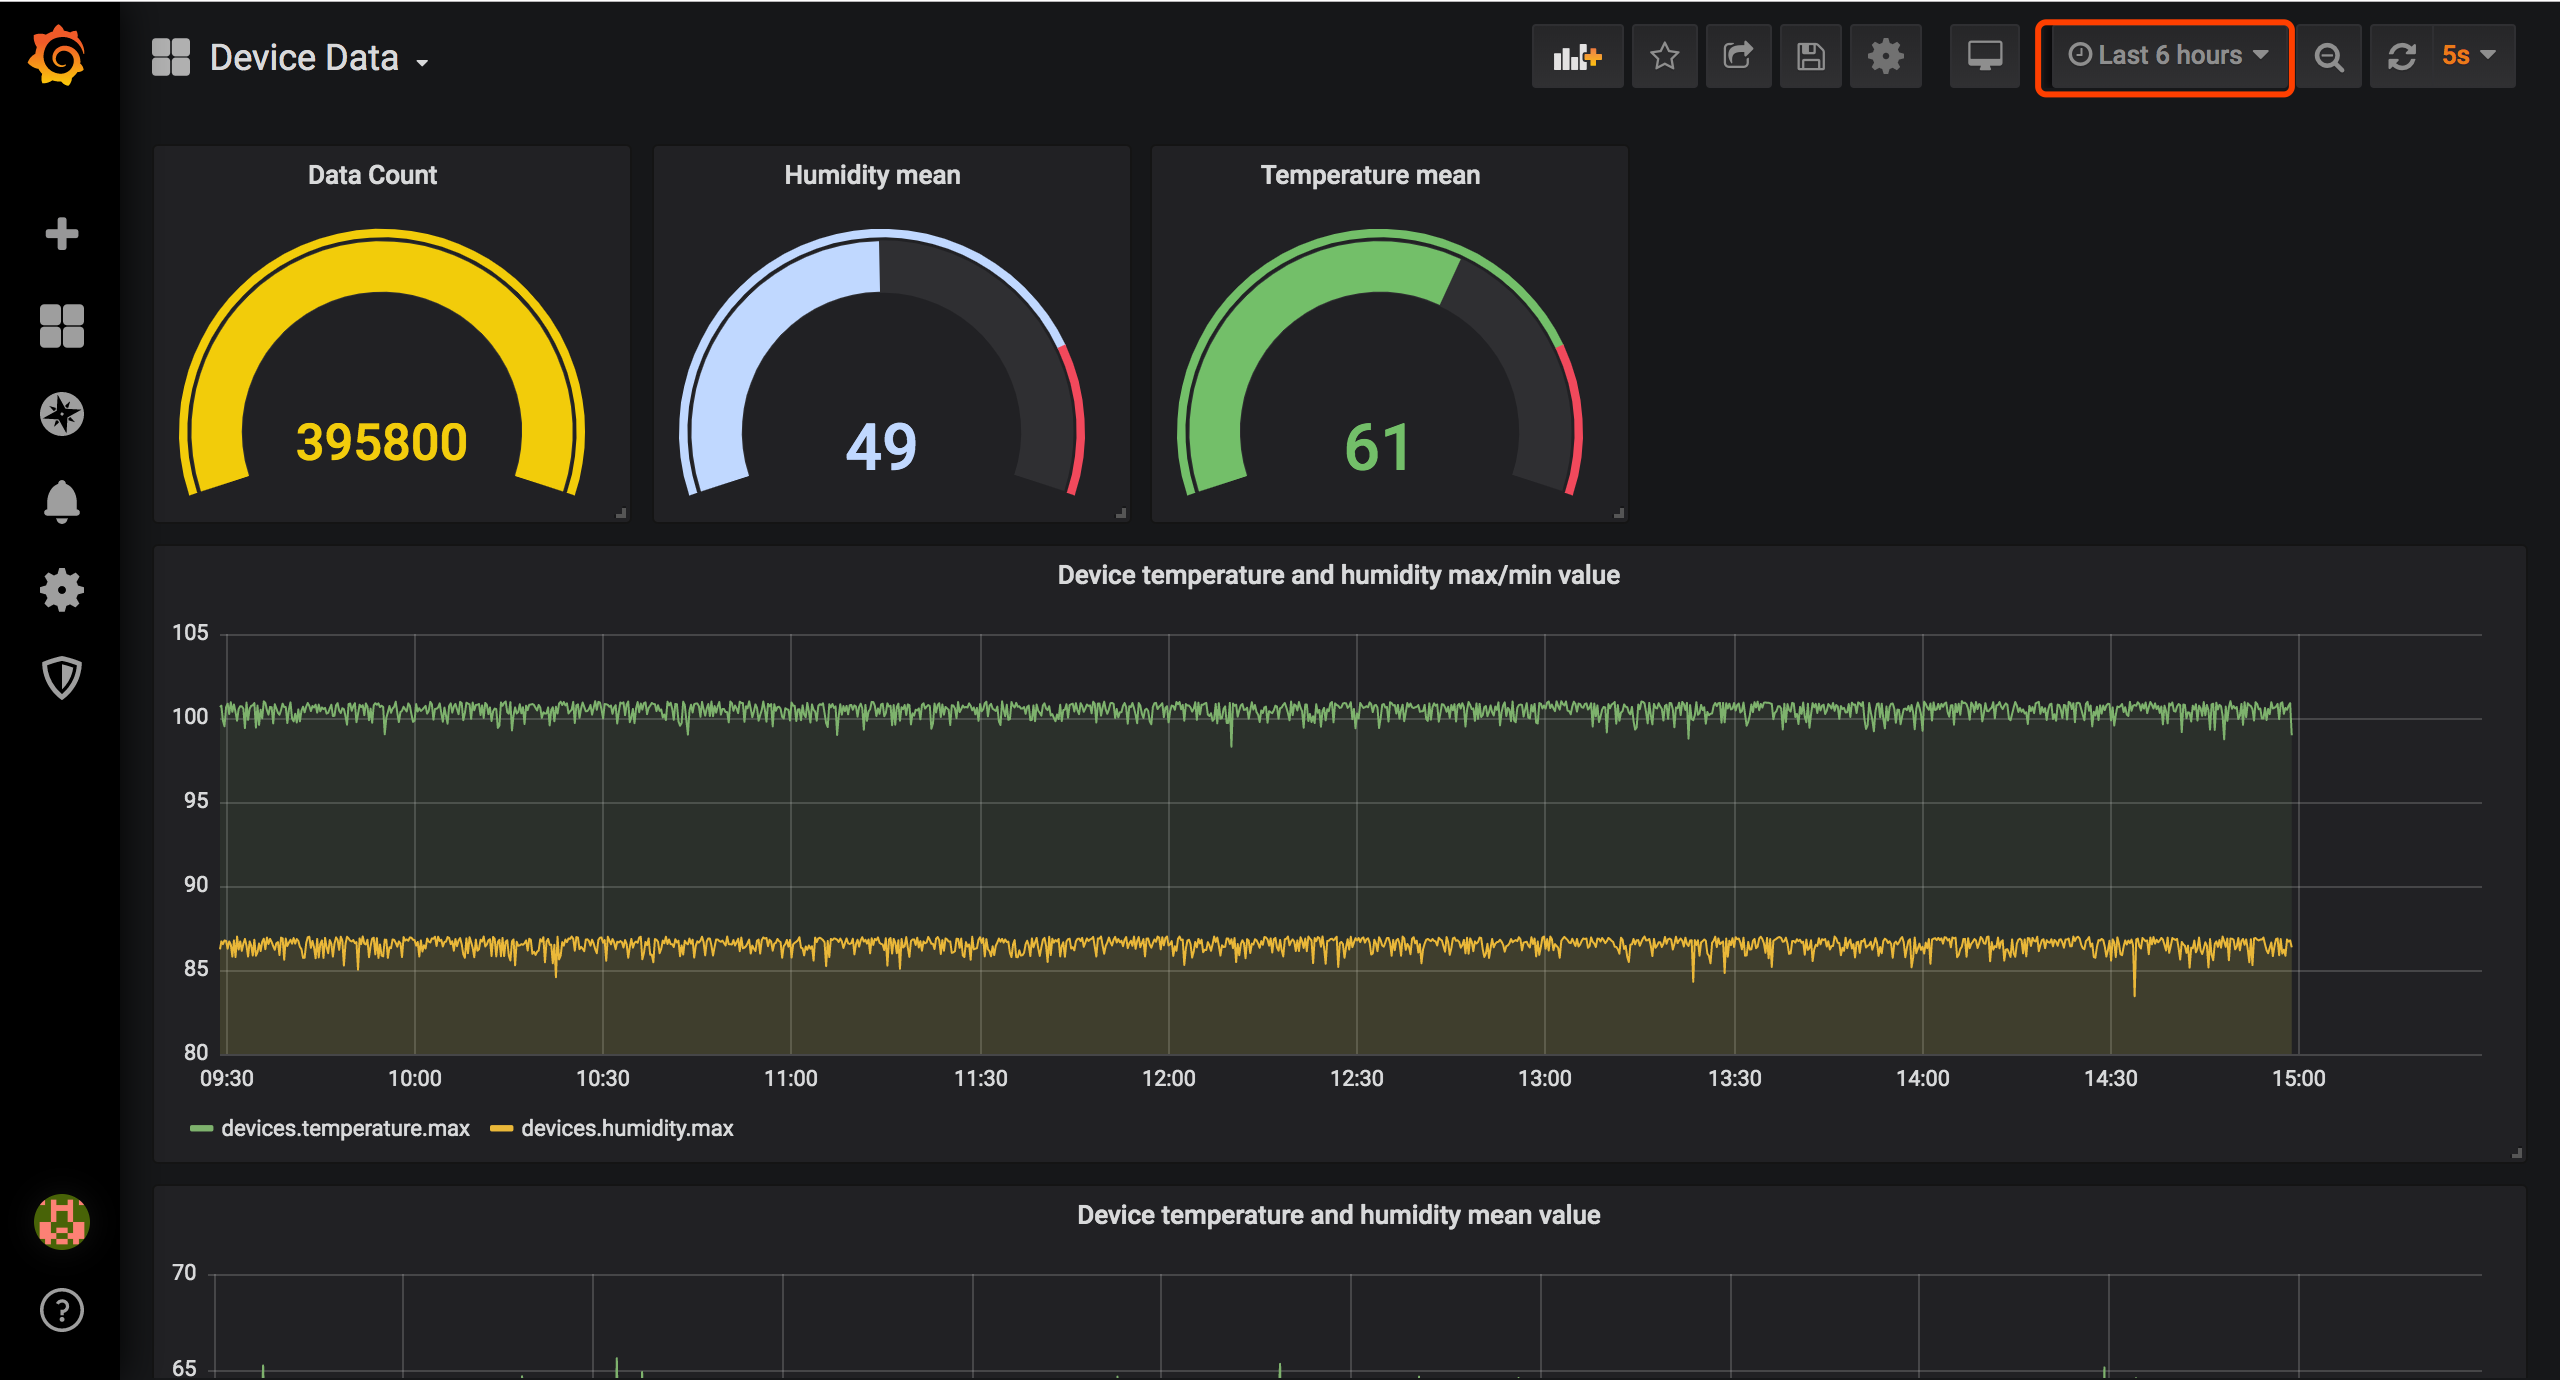 Device Data
Last 6 hours
5s
Data Count
Humidity mean
Temperature mean
395800
49
61
Device temperature and humidity max/min value
105
100
95
90
85
80
09:30 10:00 10:30 11:00 11:30 12:00 12:30 13:00 13:30 14:00 14:30 15:00
devices.temperature.max devices.humidity.max
Device temperature and humidity mean value
70
65
?